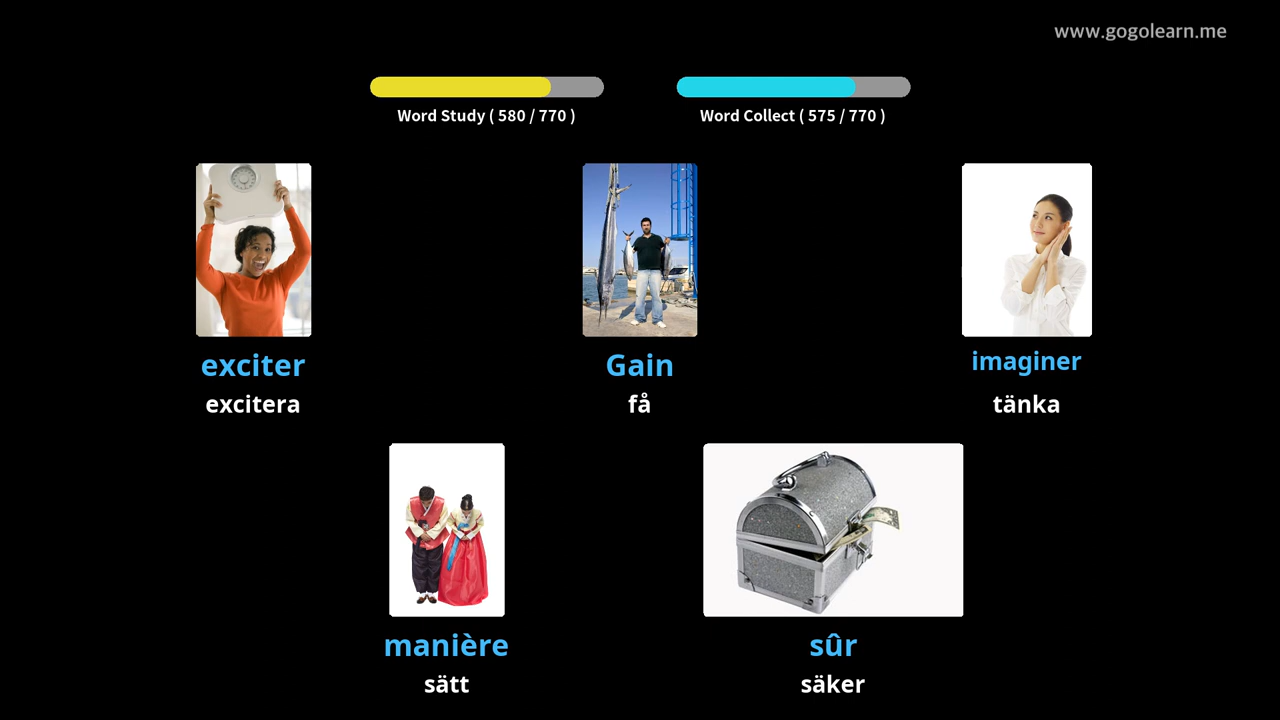 www.gogolearn.me
Word Study ( 580 / 770 )
Word Collect ( 575 / 770 )
exciter
excitera
Gain
få
imaginer
tänka
manière
sätt
sûr
säker